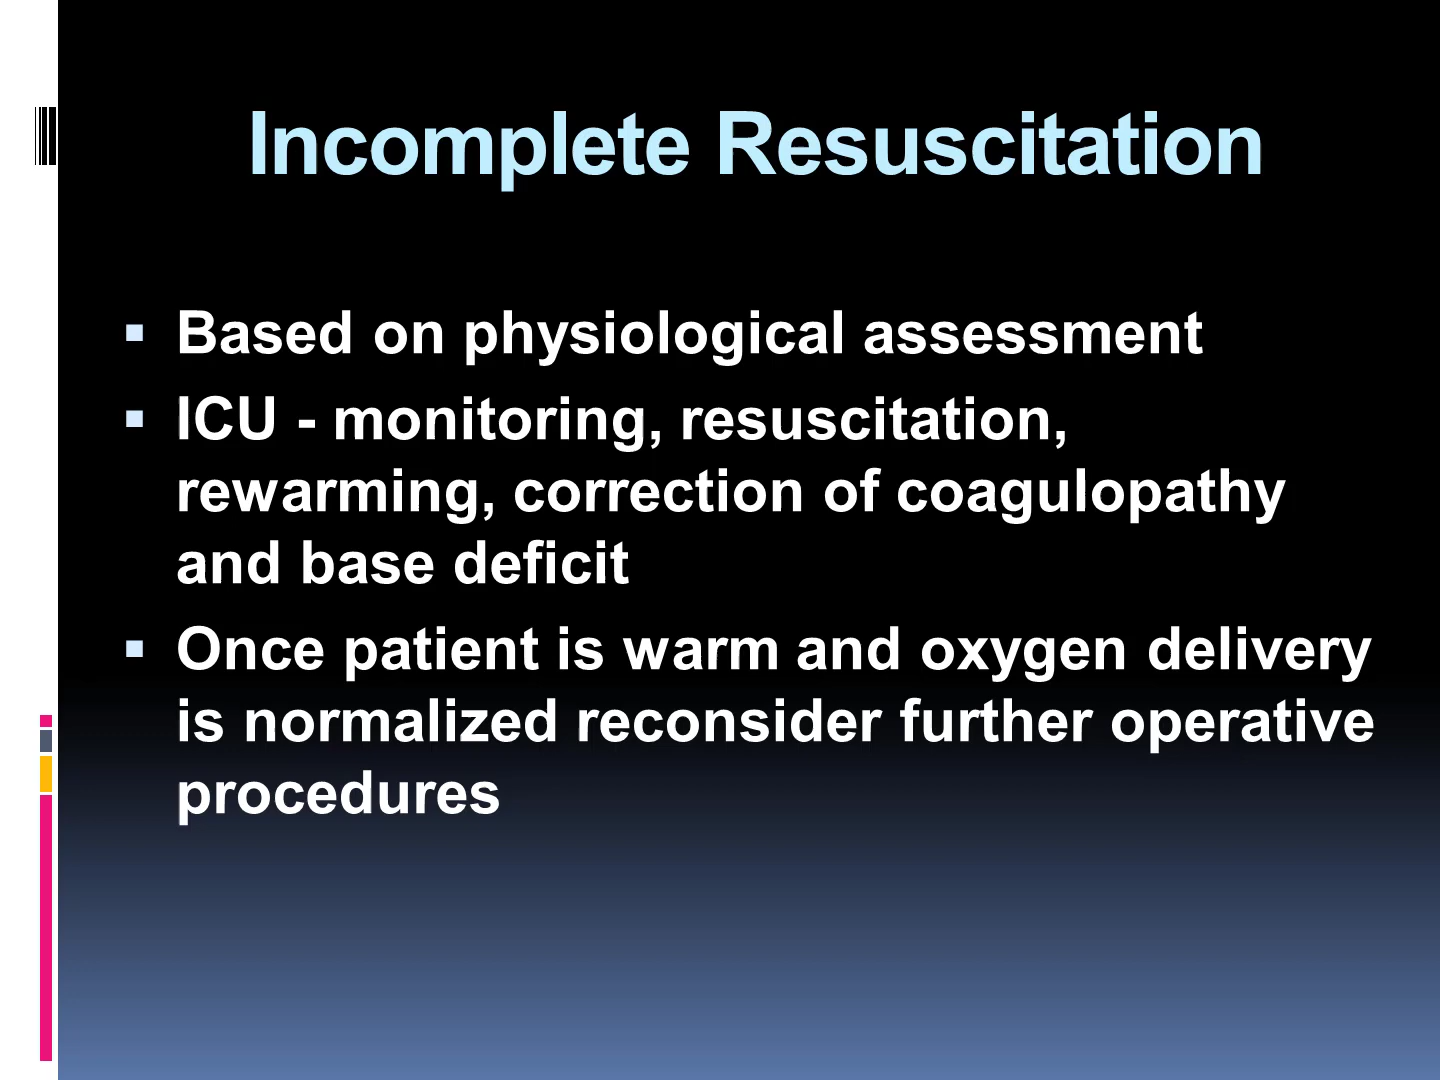 Incomplete Resuscitation
▪ Based on physiological assessment
▪ ICU - monitoring, resuscitation,
rewarming, correction of coagulopathy
and base deficit
▪ Once patient is warm and oxygen delivery
is normalized reconsider further operative
procedures